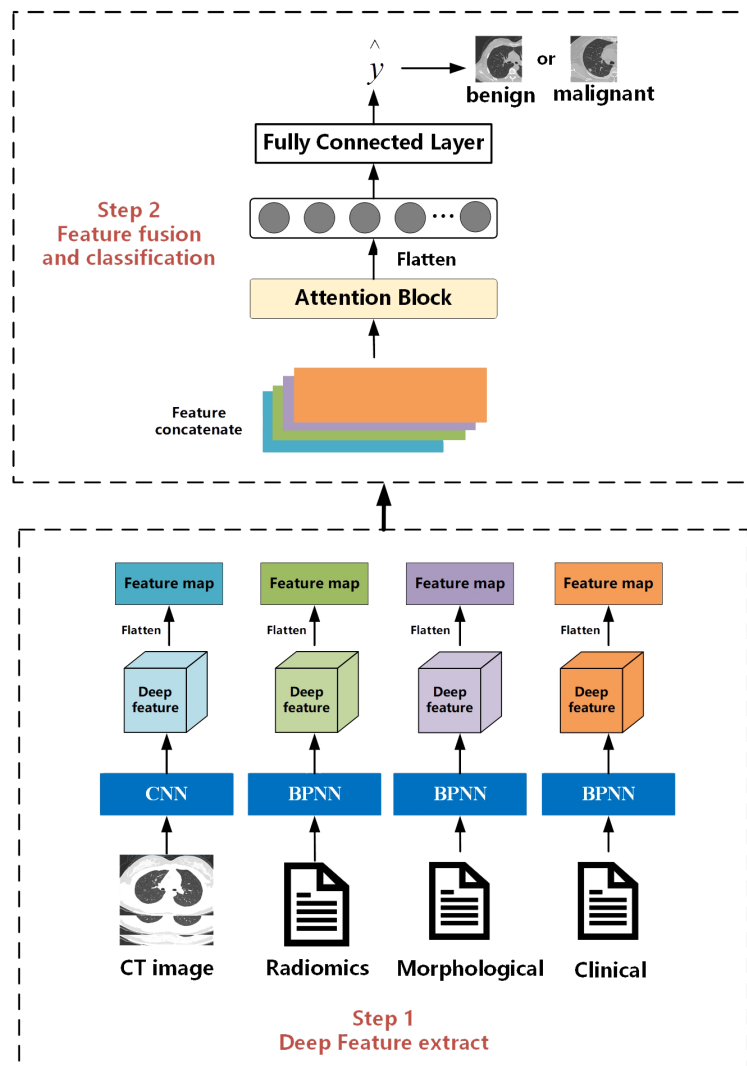 ŷ
or
benign malignant
Fully Connected Layer
Step 2
Feature fusion
and classification
...
Flatten
Attention Block
Feature
concatenate
Feature map Feature map Feature map Feature map
Flatten Flatten Flatten Flatten
Deep feature Deep feature Deep feature Deep feature
CNN BPNN BPNN BPNN
CT image Radiomics Morphological Clinical
Step 1
Deep Feature extract